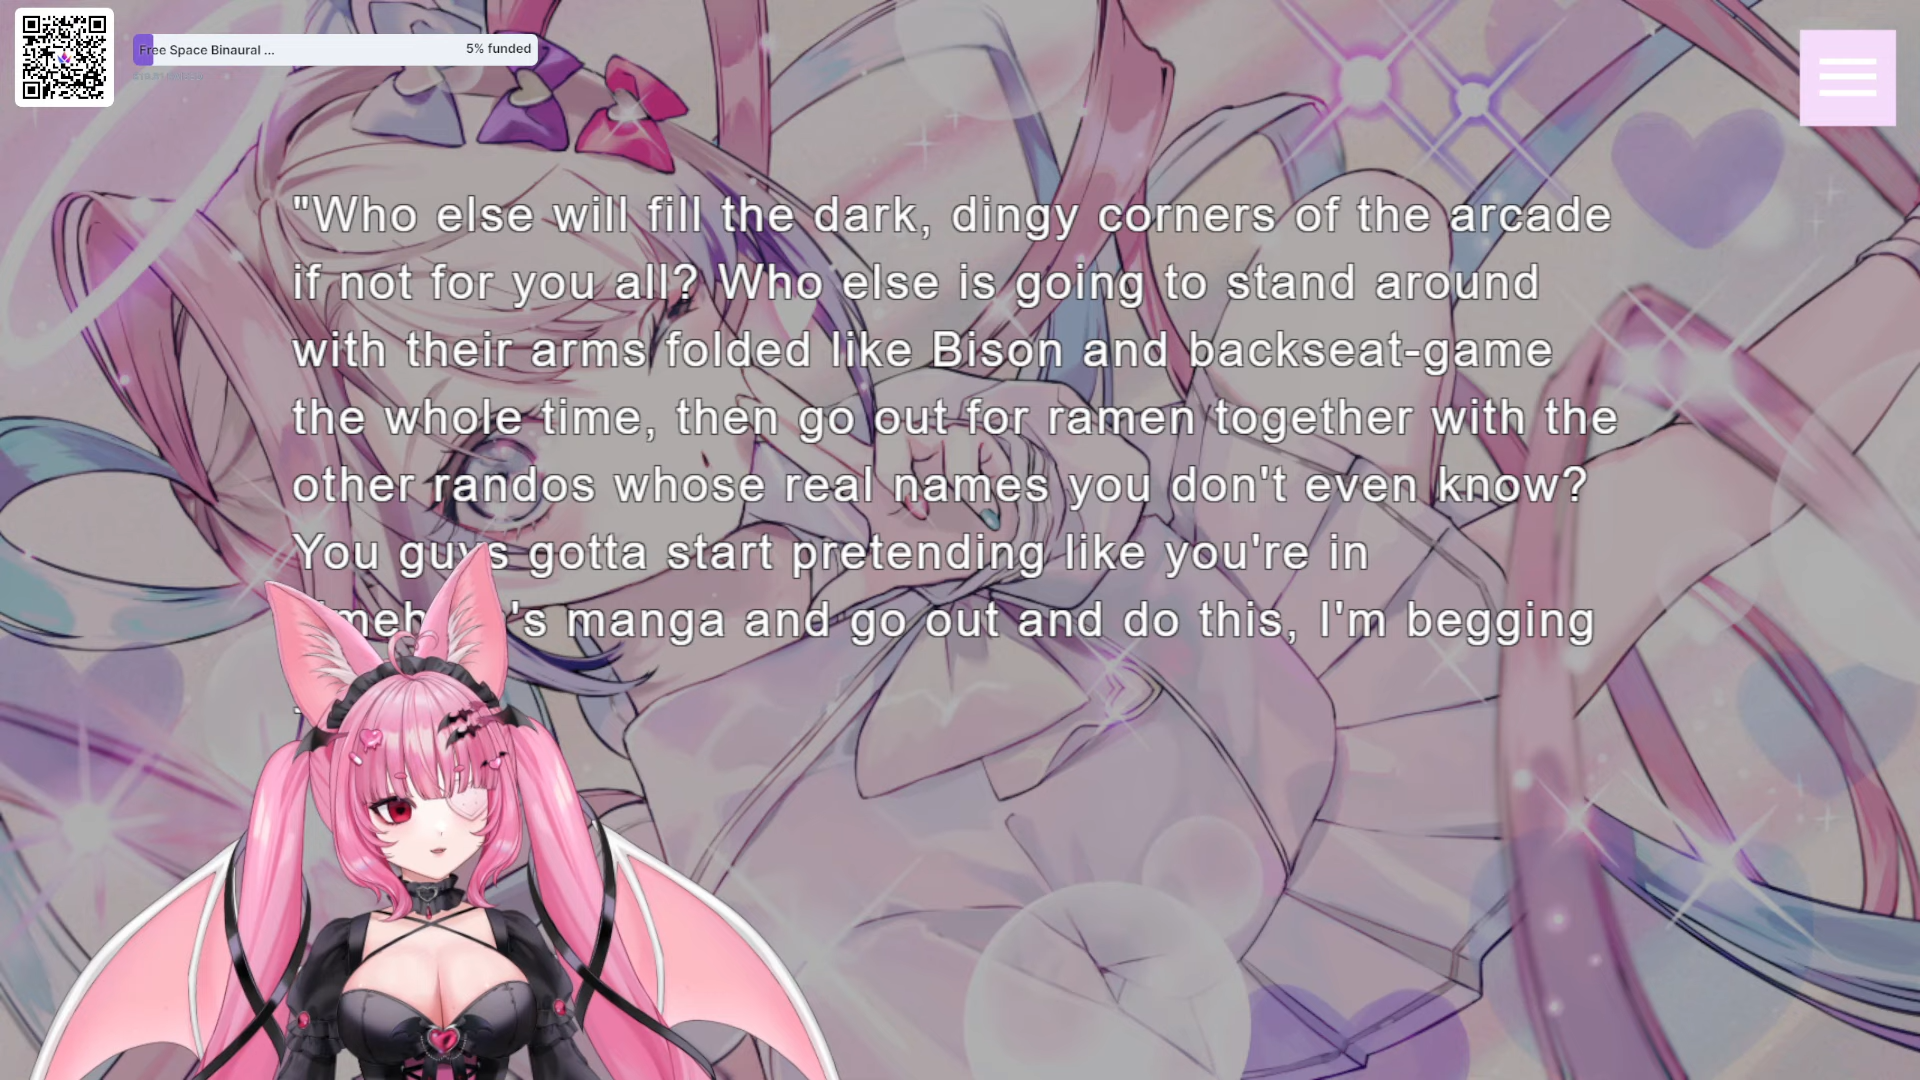 Free Space Binaural ...
5% funded
"Who else will fill the dark, dingy corners of the arcade
if not for you all? Who else is going to stand around
with their arms folded like Bison and backseat-game
the whole time, then go out for ramen together with the
other randos whose real names you don't even know?
You guys gotta start pretending like you're in
's manga and go out and do this, I'm begging